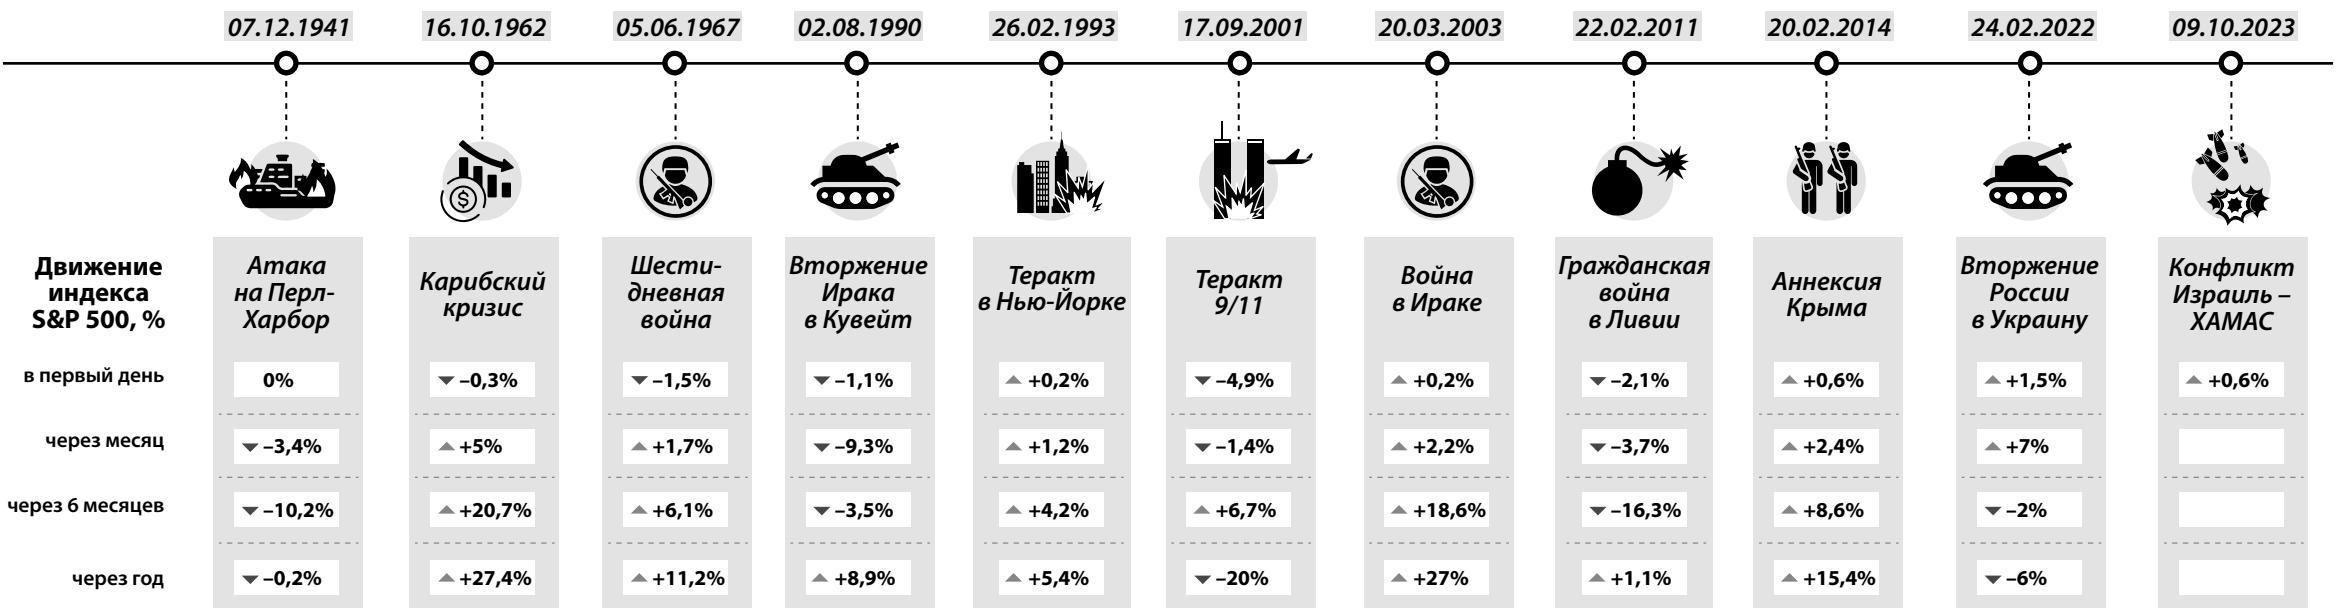 07.12.1941 16.10.1962 05.06.1967 02.08.1990 26.02.1993 17.09.2001 20.03.2003 22.02.2011 20.02.2014 24.02.2022 09.10.2023
$
Движение
индекса
S&P 500, %
Атака
на Перл-
Харбор
Карибский
кризис
Шести-
дневная
война
Вторжение
Ирака
в Кувейт
Теракт
в Нью-Йорке
Теракт
9/11
Война
в Ираке
Гражданская
война
в Ливии
Аннексия
Крыма
Вторжение
России
в Украину
Конфликт
Израиль –
ХАМАС
в первый день 0% –0,3% –1,5% –1,1% +0,2% –4,9% +0,2% –2,1% +0,6% +1,5% +0,6%
через месяц –3,4% +5% +1,7% –9,3% +1,2% –1,4% +2,2% –3,7% +2,4% +7%
через 6 месяцев –10,2% +20,7% +6,1% –3,5% +4,2% +6,7% +18,6% –16,3% +8,6% –2%
через год –0,2% +27,4% +11,2% +8,9% +5,4% –20% +27% +1,1% +15,4% –6%